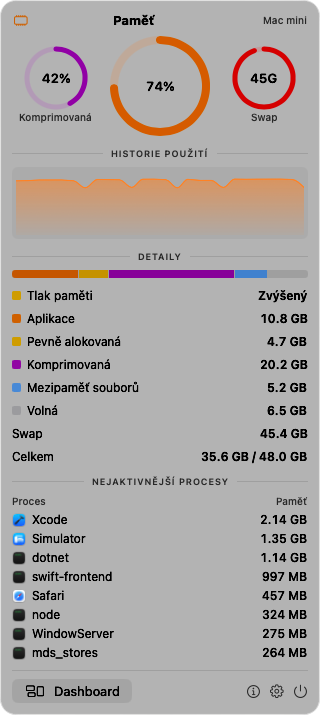 Paměť
Mac mini
42%
74%
45G
Komprimovaná
Swap
HISTORIE POUŽITÍ
DETAILY
Tlak paměti Zvýšený
Aplikace 10.8 GB
Pevně alokovaná 4.7 GB
Komprimovaná 20.2 GB
Mezipaměť souborů 5.2 GB
Volná 6.5 GB
Swap 45.4 GB
Celkem 35.6 GB / 48.0 GB
NEJAKTIVNĚJŠÍ PROCESY
Proces Paměť
Xcode 2.14 GB
Simulator 1.35 GB
dotnet 1.14 GB
swift-frontend 997 MB
Safari 457 MB
node 324 MB
WindowServer 275 MB
mds_stores 264 MB
Dashboard